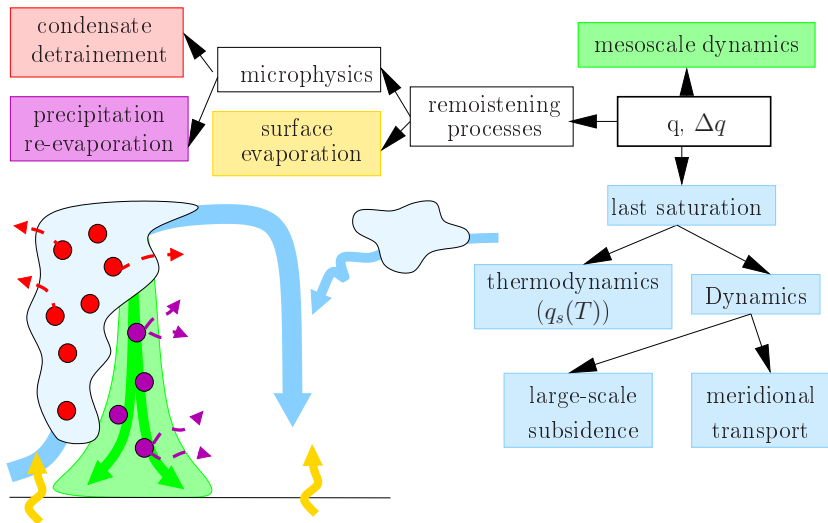 condensate
detrainement
mesoscale dynamics
microphysics
remoistening
processes
precipitation
re-evaporation
surface
evaporation
q, Δq
last saturation
thermodynamics
(q_s(T))
Dynamics
large-scale
subsidence
meridional
transport